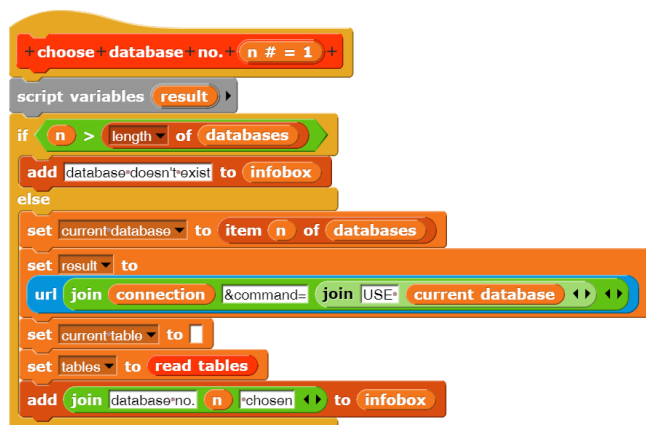 +choose+database+no.+ n # = 1 +
script variables result
if n > length of databases
add database doesn't exist to infobox
else
set current database to item n of databases
set result to
url join connection &command= join USE current database
set current table to
set tables to read tables
add join database no. n chosen to infobox